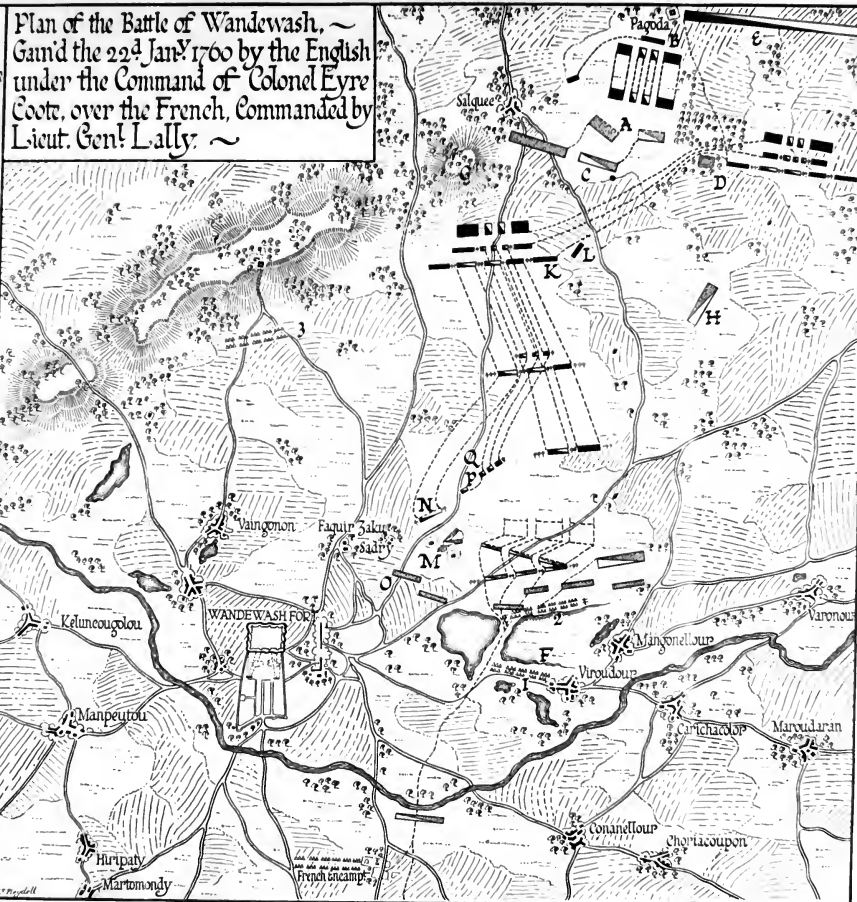 Plan of the Battle of Wandewash, ~
Gain'd the 22d Jany 1760 by the English
under the Command of Colonel Eyre
Coote, over the French, Commanded by
Lieut. Genl. Lally. ~
Pagoda
B
E
Salquee
A
G
C
D
L
K
H
3
Q
P
N
Vaingonon
Faquir Zaku
Sadry
M
O
WANDEWASH FORT
2
Keluncougolou
Varonour
Mangonellour
F
Viroudour
I
Manpeutou
Carichacolor
Maroudaran
Conanellour
Choriacoupon
Huripaty
French Encampt
Martomondy